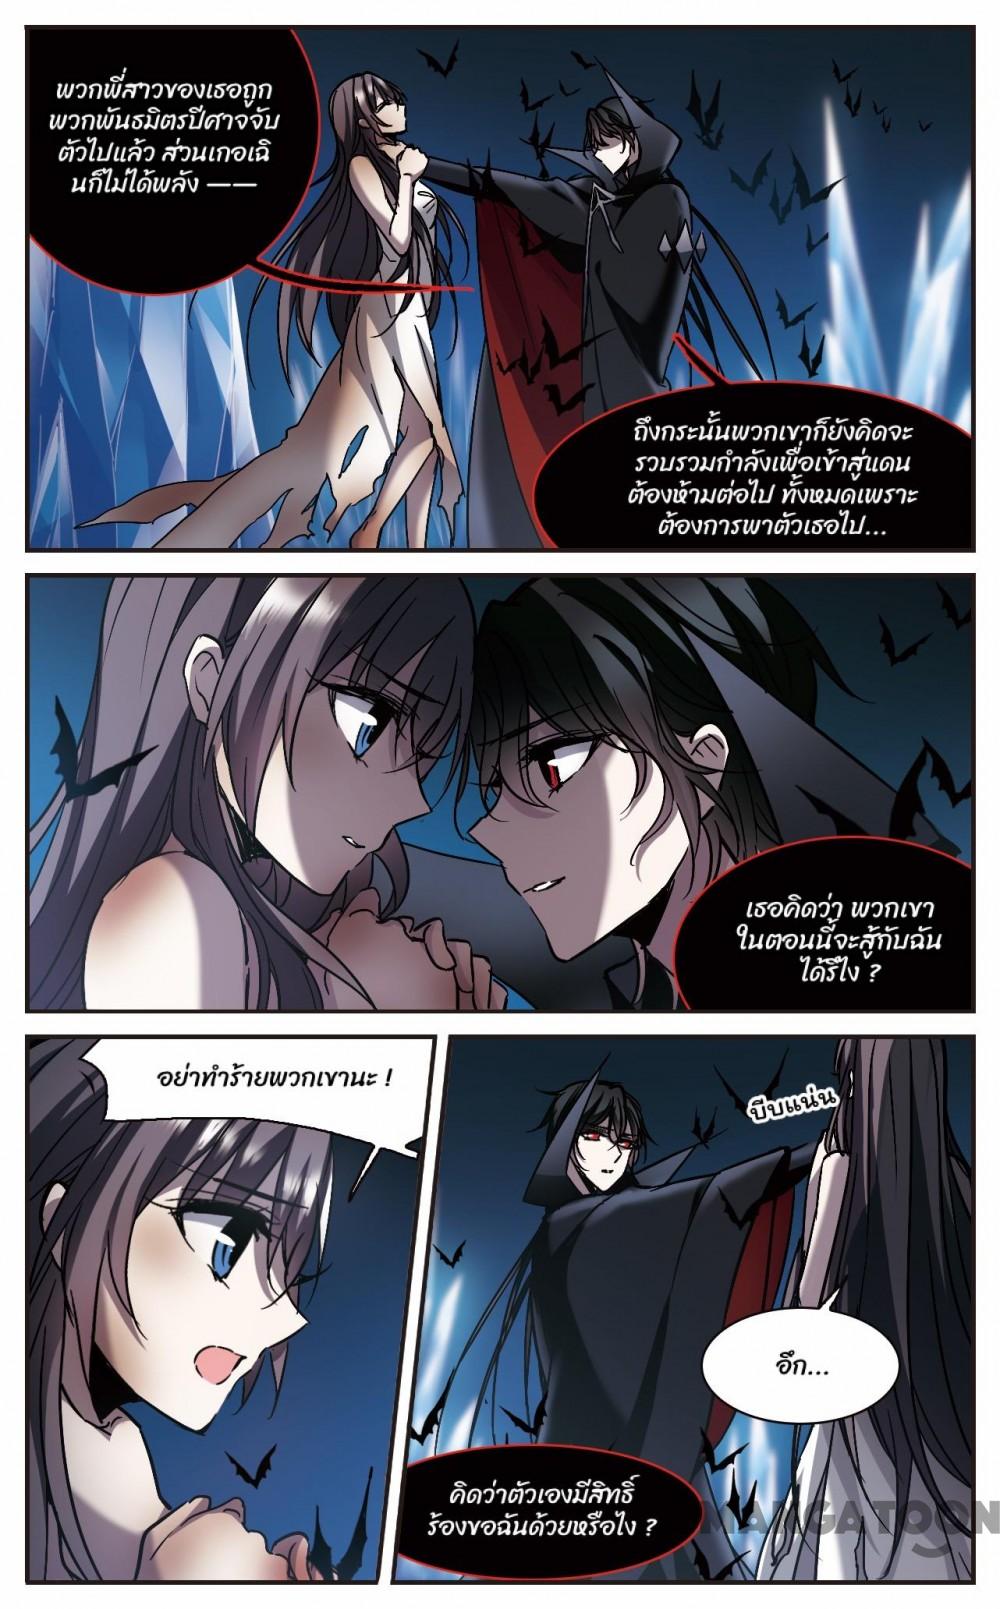 พวกพี่สาวของเธอถูก
พวกพันธมิตรปีศาจจับ
ตัวไปแล้ว ส่วนเกอเฉิ
นก็ไม่ได้พลัง ——
ถึงกระนั้นพวกเขาก็ยังคิดจะ
รวบรวมกำลังเพื่อเข้าสู่แดน
ต้องห้ามต่อไป ทั้งหมดเพราะ
ต้องการพาตัวเธอไป...
เธอคิดว่า พวกเขา
ในตอนนี้จะสู้กับฉัน
ได้รึไง ?
อย่าทำร้ายพวกเขานะ !
บีบแน่น
อึก...
คิดว่าตัวเองมีสิทธิ์
ร้องขอฉันด้วยหรือไง ?
MANGATOON